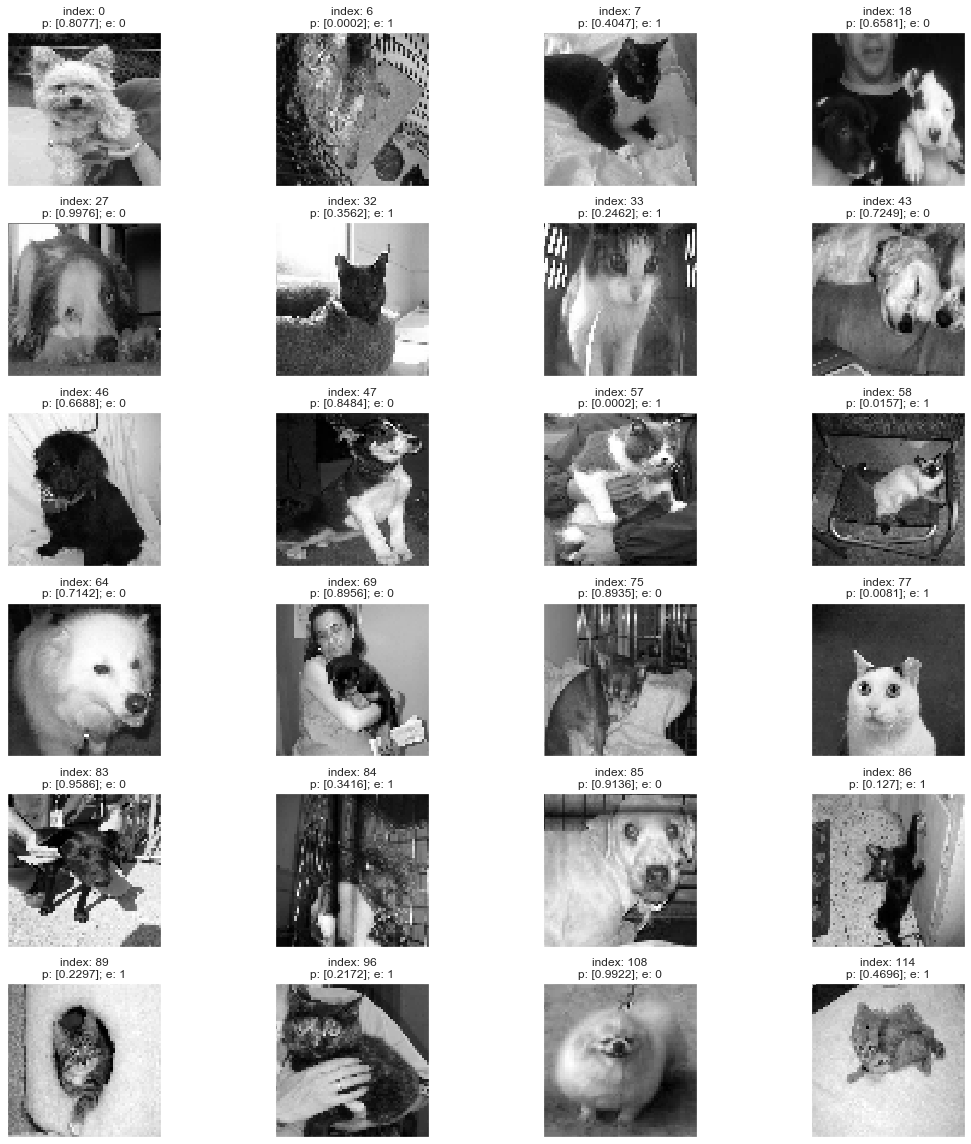 index: 0
p: [0.8077]; e: 0
index: 6
p: [0.0002]; e: 1
index: 7
p: [0.4047]; e: 1
index: 18
p: [0.6581]; e: 0
index: 27
p: [0.9976]; e: 0
index: 32
p: [0.3562]; e: 1
index: 33
p: [0.2462]; e: 1
index: 43
p: [0.7249]; e: 0
index: 46
p: [0.6688]; e: 0
index: 47
p: [0.8484]; e: 0
index: 57
p: [0.0002]; e: 1
index: 58
p: [0.0157]; e: 1
index: 64
p: [0.7142]; e: 0
index: 69
p: [0.8956]; e: 0
index: 75
p: [0.8935]; e: 0
index: 77
p: [0.0081]; e: 1
index: 83
p: [0.9586]; e: 0
index: 84
p: [0.3416]; e: 1
index: 85
p: [0.9136]; e: 0
index: 86
p: [0.127]; e: 1
index: 89
p: [0.2297]; e: 1
index: 96
p: [0.2172]; e: 1
index: 108
p: [0.9922]; e: 0
index: 114
p: [0.4696]; e: 1